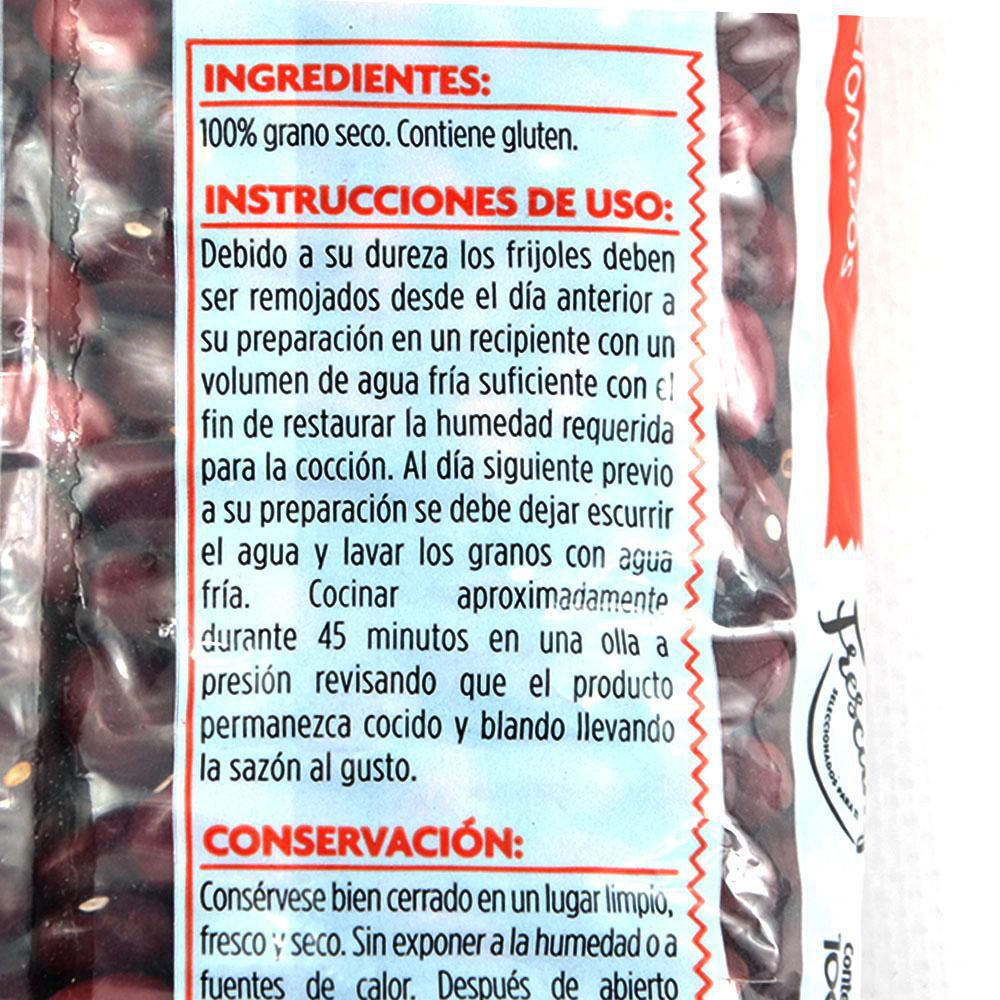 INGREDIENTES:
100% grano seco. Contiene gluten.
INSTRUCCIONES DE USO:
Debido a su dureza los frijoles deben
ser remojados desde el día anterior a
su preparación en un recipiente con un
volumen de agua fría suficiente con el
fin de restaurar la humedad requerida
para la cocción. Al día siguiente previo
a su preparación se debe dejar escurrir
el agua y lavar los granos con agua
fría. Cocinar aproximadamente
durante 45 minutos en una olla a
presión revisando que el producto
permanezca cocido y blando llevando
la sazón al gusto.
CONSERVACIÓN:
Consérvese bien cerrado en un lugar limpio,
fresco y seco. Sin exponer a la humedad o a
fuentes de calor. Después de abierto
SELECCIONADOS PARA